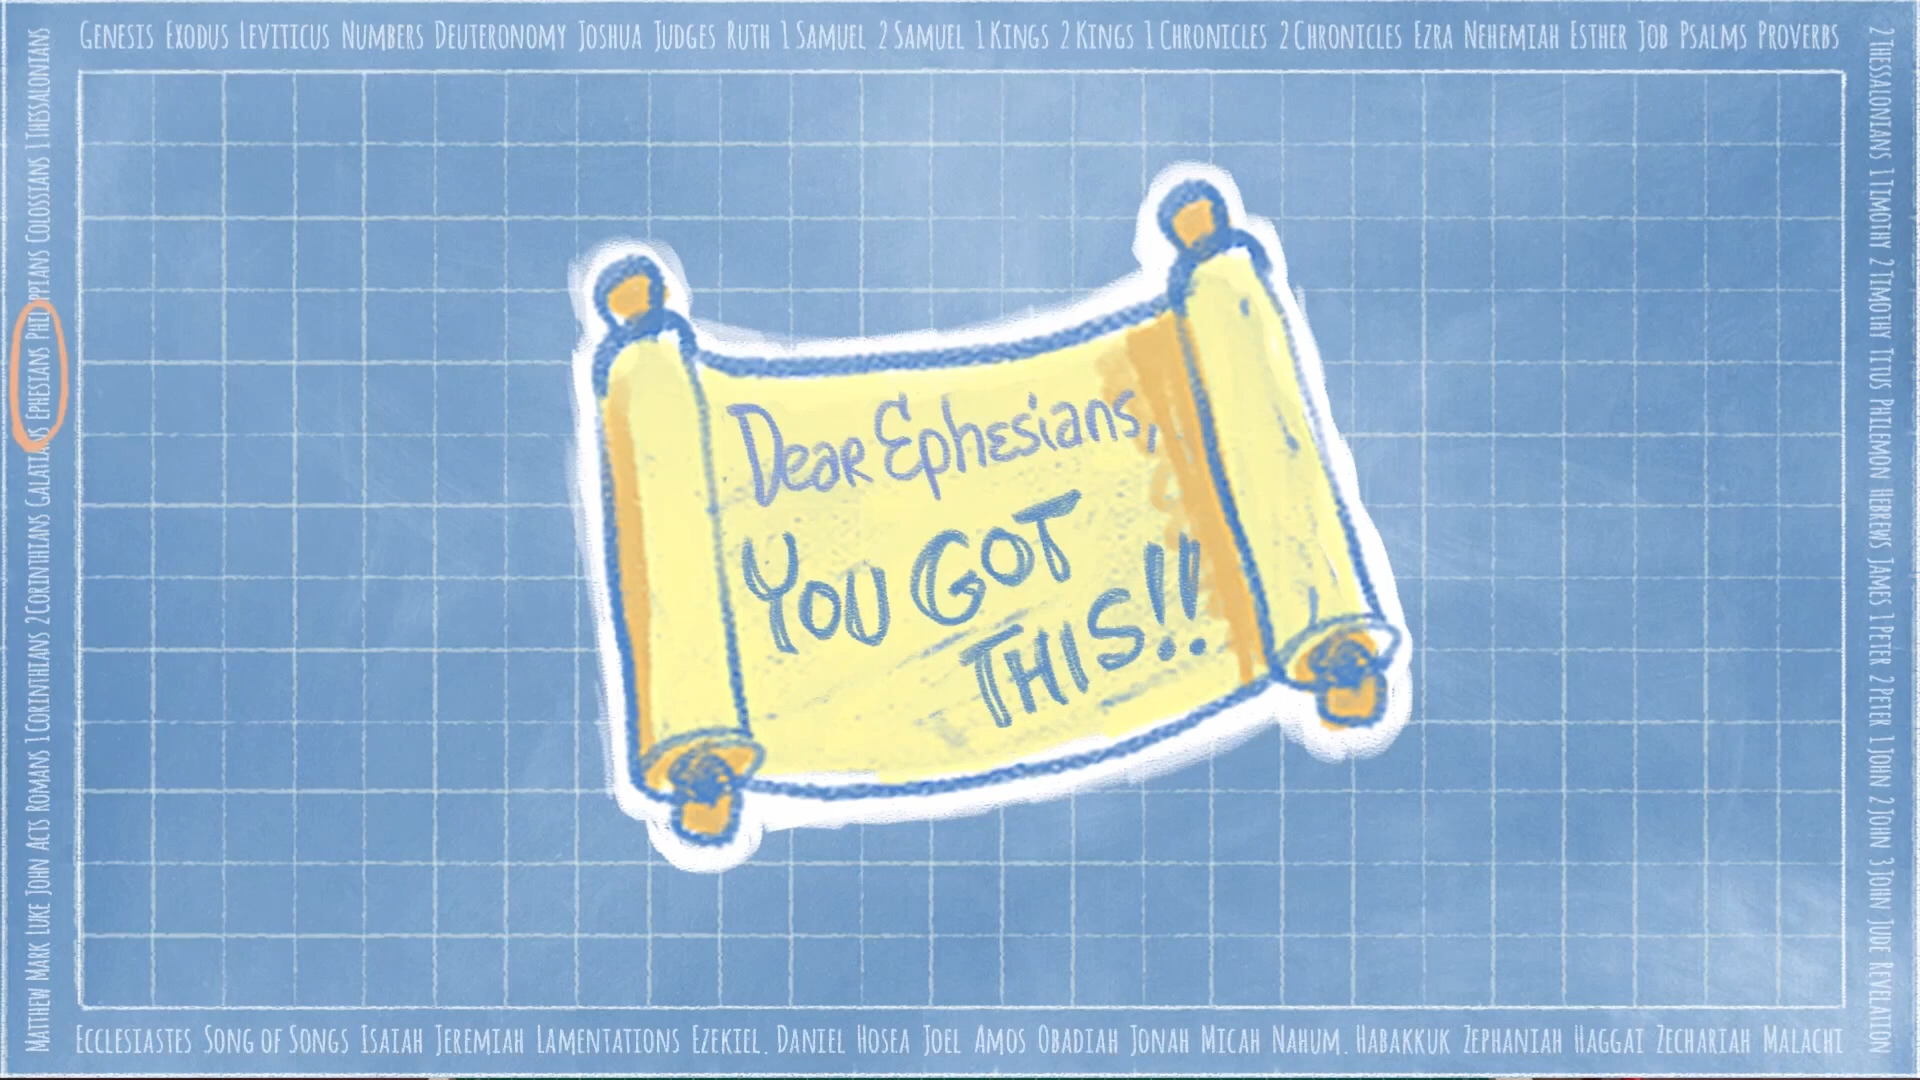 GENESIS EXODUS LEVITICUS NUMBERS DEUTERONOMY JOSHUA JUDGES RUTH 1 SAMUEL 2 SAMUEL 1 KINGS 2 KINGS 1 CHRONICLES 2 CHRONICLES EZRA NEHEMIAH ESTHER JOB PSALMS PROVERBS
Dear Ephesians,
YOU GOT
THIS!!
ECCLESIASTES SONG OF SONGS ISAIAH JEREMIAH LAMENTATIONS EZEKIEL. DANIEL HOSEA JOEL AMOS OBADIAH JONAH MICAH NAHUM. HABAKKUK ZEPHANIAH HAGGAI ZECHARIAH MALACHI
MATTHEW MARK LUKE JOHN ACTS ROMANS 1 CORINTHIANS 2 CORINTHIANS GALATIANS EPHESIANS PHILIPPIANS COLOSSIANS 1 THESSALONIANS
2 THESSALONIANS 1 TIMOTHY 2 TIMOTHY TITUS PHILEMON HEBREWS JAMES 1 PETER 2 PETER 1 JOHN 2 JOHN 3 JOHN JUDE REVELATION